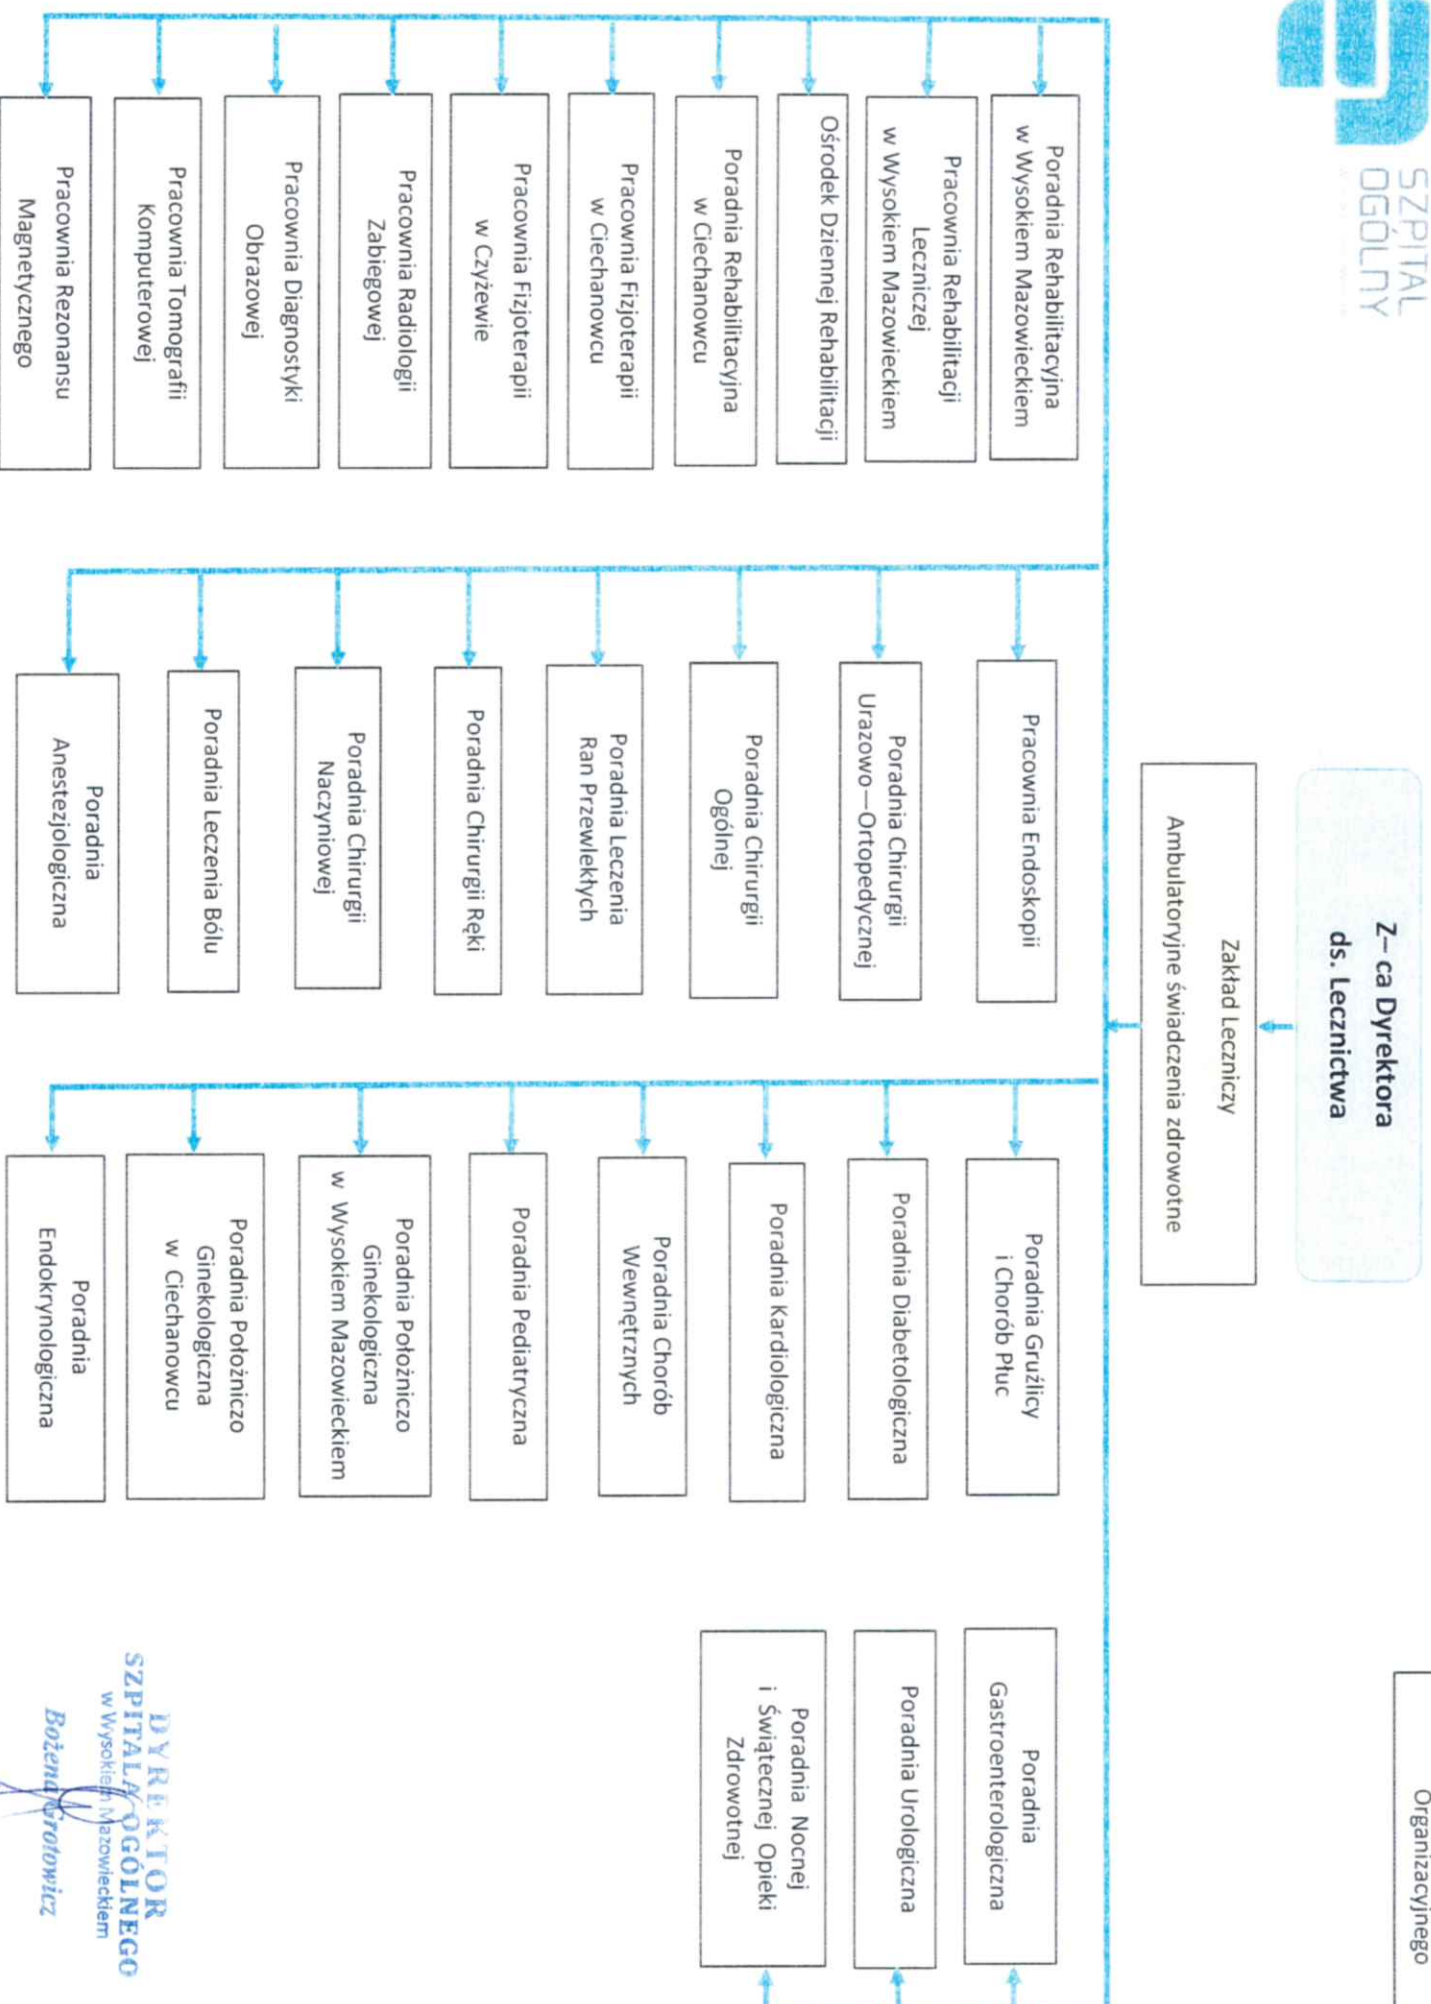 SZPITAL
OGÓLNY
Organizacyjnego
Z– ca Dyrektora
ds. Lecznictwa
Zakład Leczniczy
Ambulatoryjne świadczenia zdrowotne
Poradnia Rehabilitacyjna
w Wysokiem Mazowieckiem
Pracownia Rehabilitacji
Leczniczej
w Wysokiem Mazowieckiem
Ośrodek Dziennej Rehabilitacji
Poradnia Rehabilitacyjna
w Ciechanowcu
Pracownia Fizjoterapii
w Ciechanowcu
Pracownia Fizjoterapii
w Czyżewie
Pracownia Radiologii
Zabiegowej
Pracownia Diagnostyki
Obrazowej
Pracownia Tomografii
Komputerowej
Pracownia Rezonansu
Magnetycznego
Pracownia Endoskopii
Poradnia Chirurgii
Urazowo—Ortopedycznej
Poradnia Chirurgii
Ogólnej
Poradnia Leczenia
Ran Przewlekłych
Poradnia Chirurgii Ręki
Poradnia Chirurgii
Naczyniowej
Poradnia Leczenia Bólu
Poradnia
Anestezjologiczna
Poradnia Gruźlicy
i Chorób Płuc
Poradnia Diabetologiczna
Poradnia Kardiologiczna
Poradnia Chorób
Wewnętrznych
Poradnia Pediatryczna
Poradnia Położniczo
Ginekologiczna
w Wysokiem Mazowieckiem
Poradnia Położniczo
Ginekologiczna
w Ciechanowcu
Poradnia
Endokrynologiczna
Poradnia
Gastroenterologiczna
Poradnia Urologiczna
Poradnia Nocnej
i Świątecznej Opieki
Zdrowotnej
DYREKTOR
SZPITALA OGÓLNEGO
w Wysokiem Mazowieckiem
Bożena Grotowicz